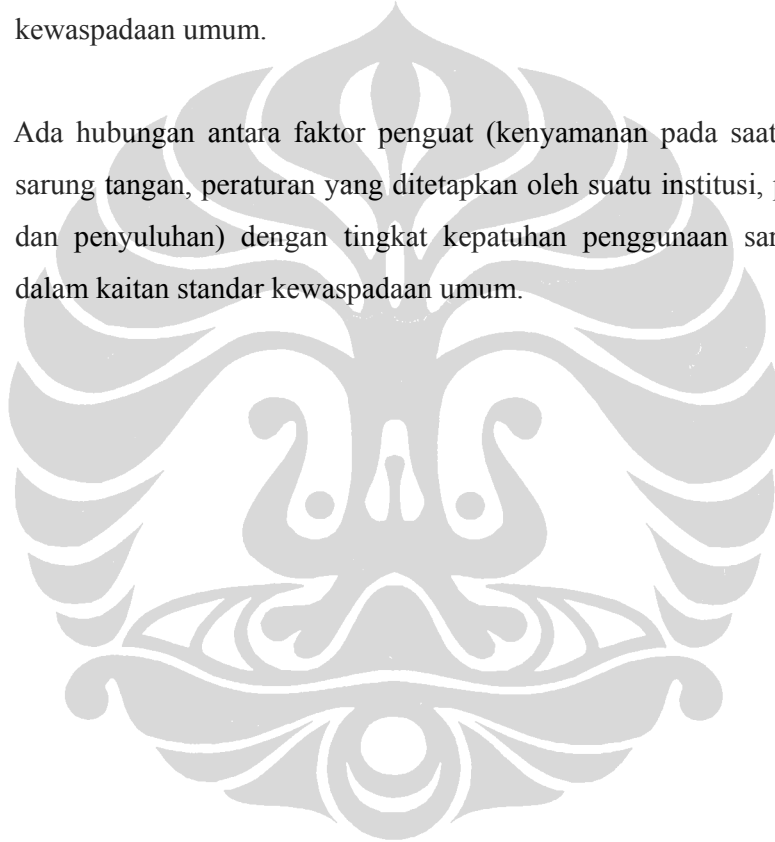 kewaspadaan umum.
Ada hubungan antara faktor penguat (kenyamanan pada saat
sarung tangan, peraturan yang ditetapkan oleh suatu institusi,
dan penyuluhan) dengan tingkat kepatuhan penggunaan
dalam kaitan standar kewaspadaan umum.